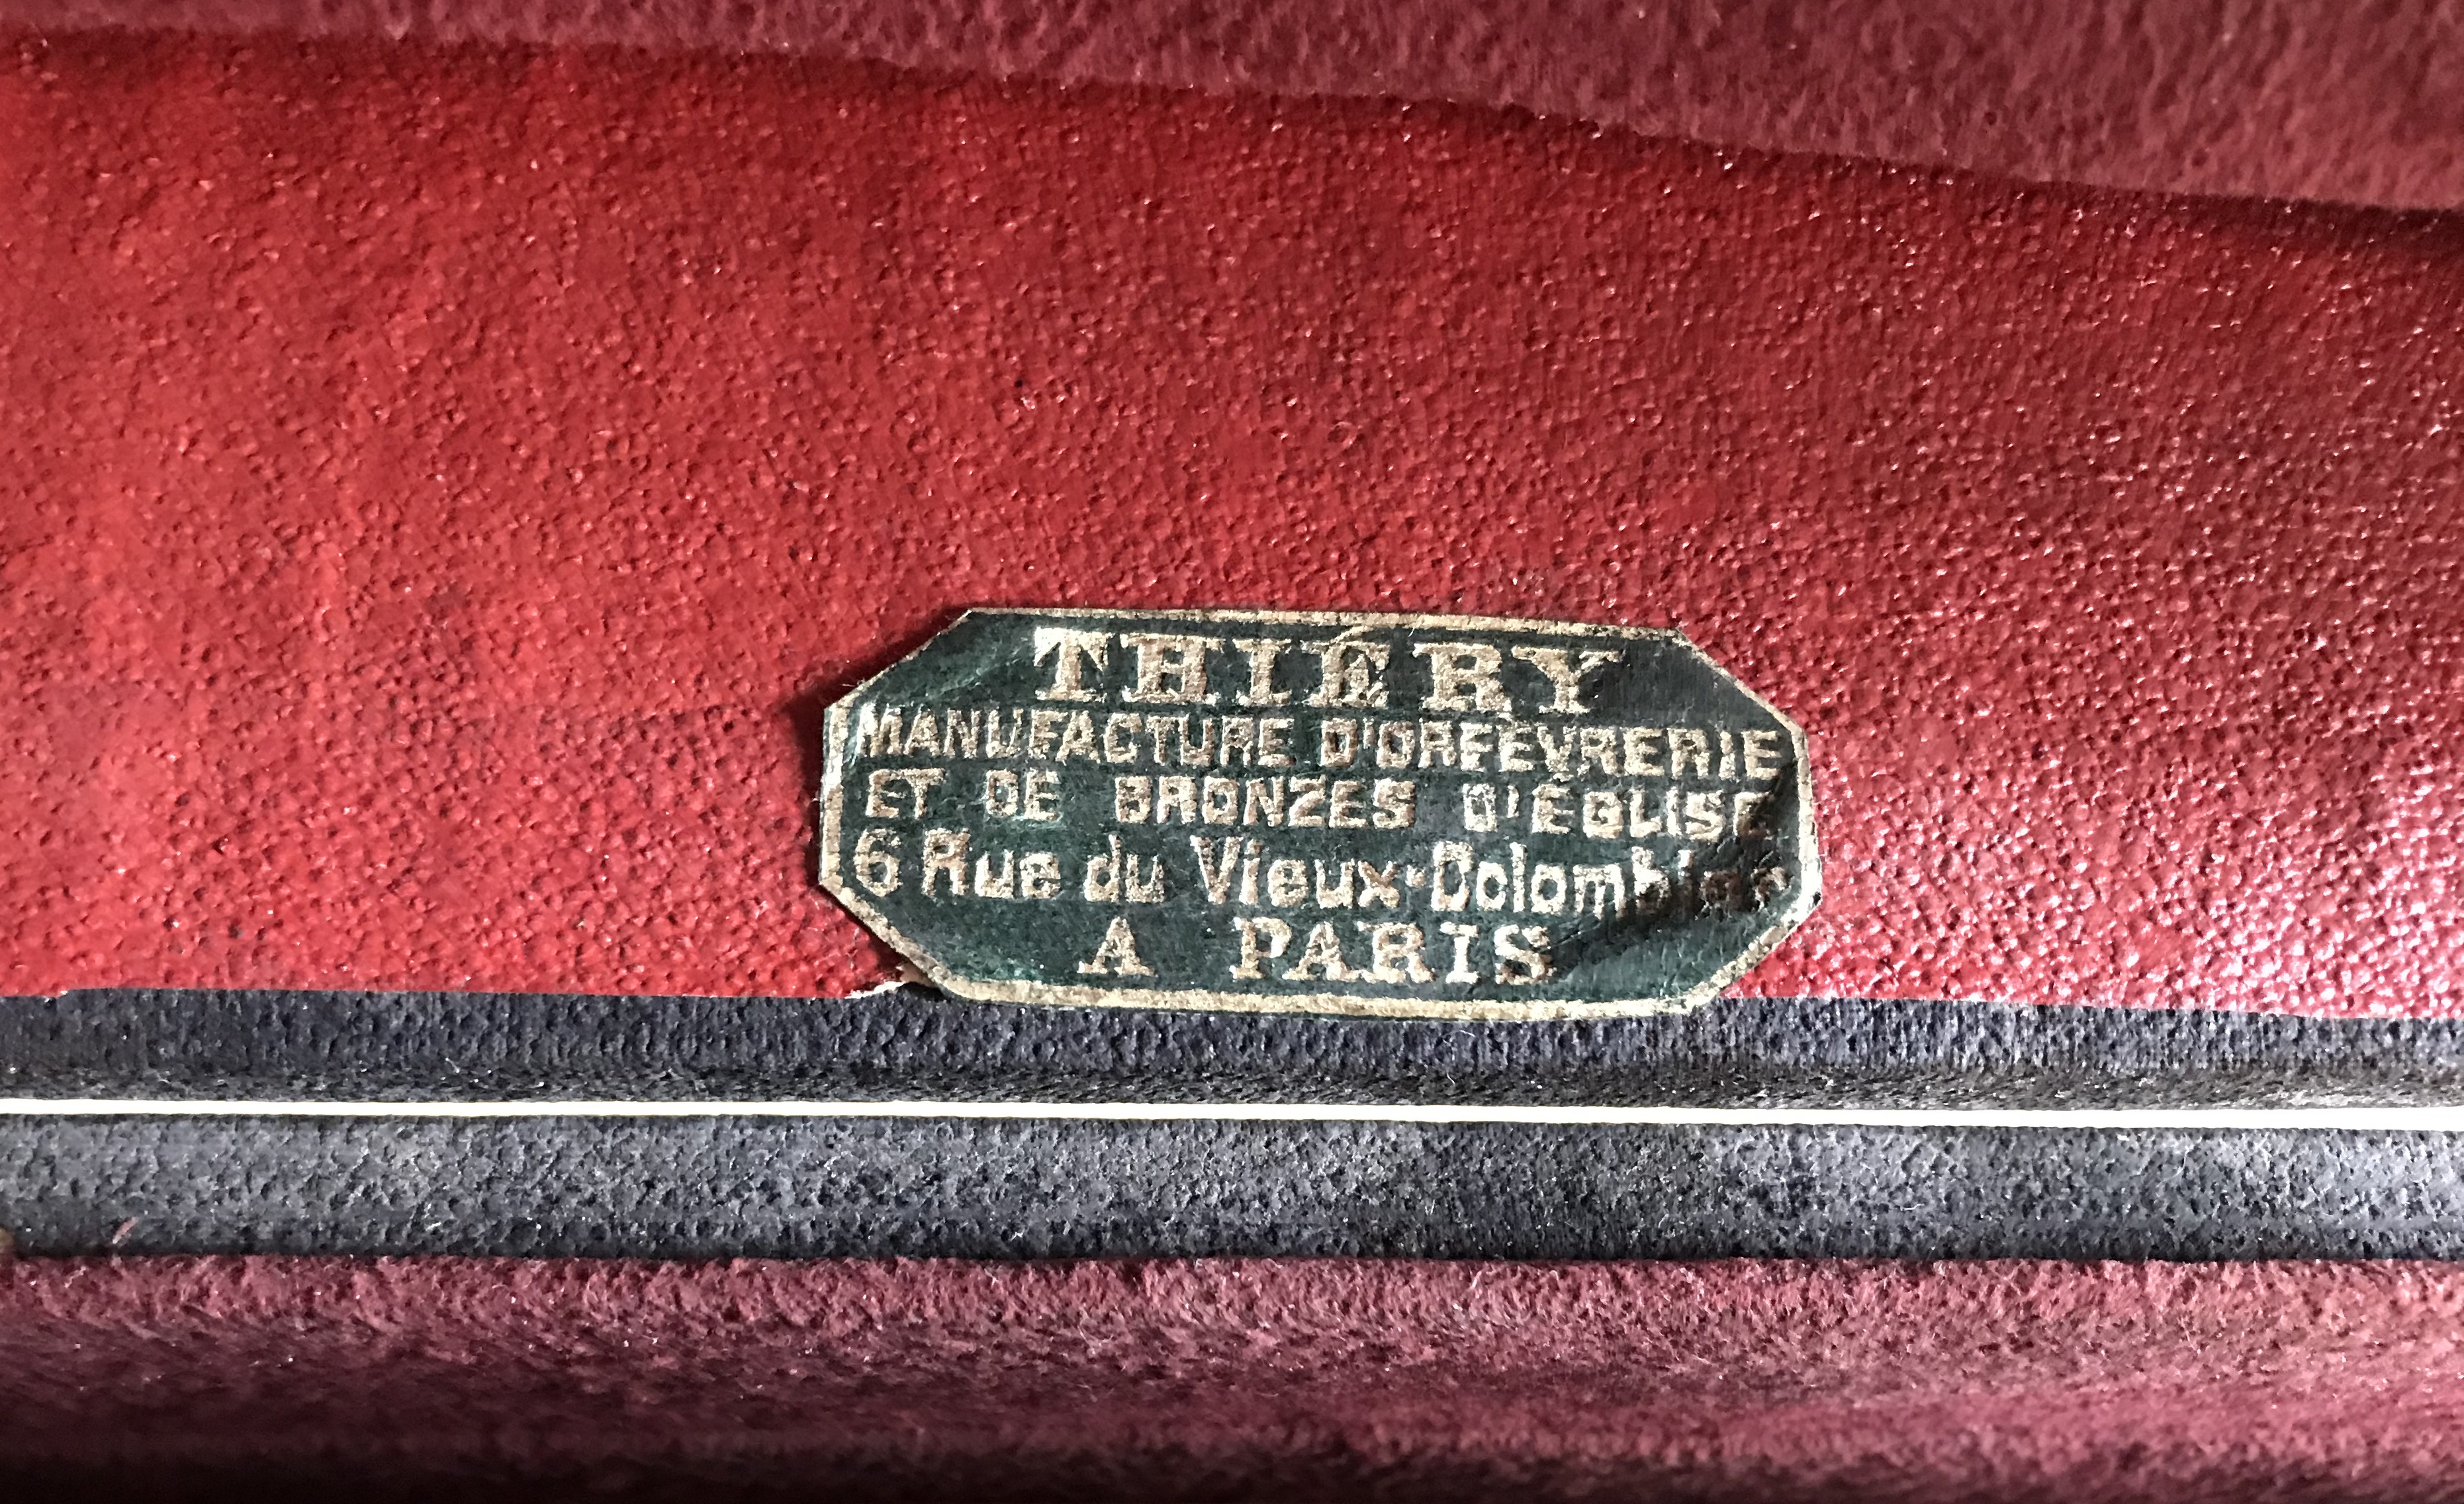 THIÉRY
MANUFACTURE D'ORFÈVRERIE
ET DE BRONZES D'ÉGLISE
6 Rue du Vieux-Colombier
A PARIS